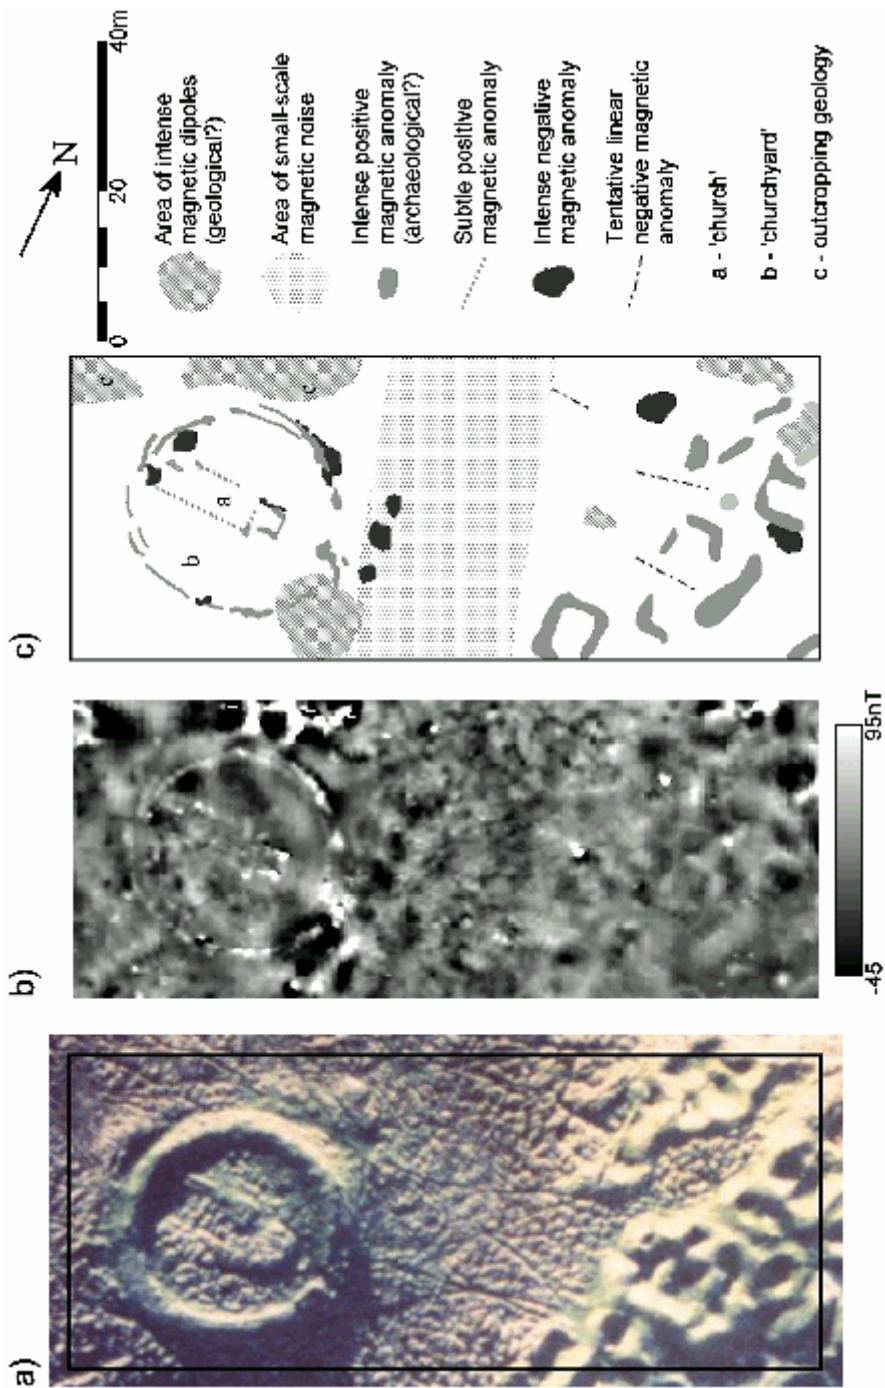 a)
b)
-45
95nT
c)
a
b
c
c
N
0
20
40m
Area of intense
magnetic dipoles
(geological?)
Area of small-scale
magnetic noise
Intense positive
magnetic anomaly
(archaeological?)
Subtle positive
magnetic anomaly
Intense negative
magnetic anomaly
Tentative linear
negative magnetic
anomaly
a - 'church'
b - 'churchyard'
c - outcropping geology